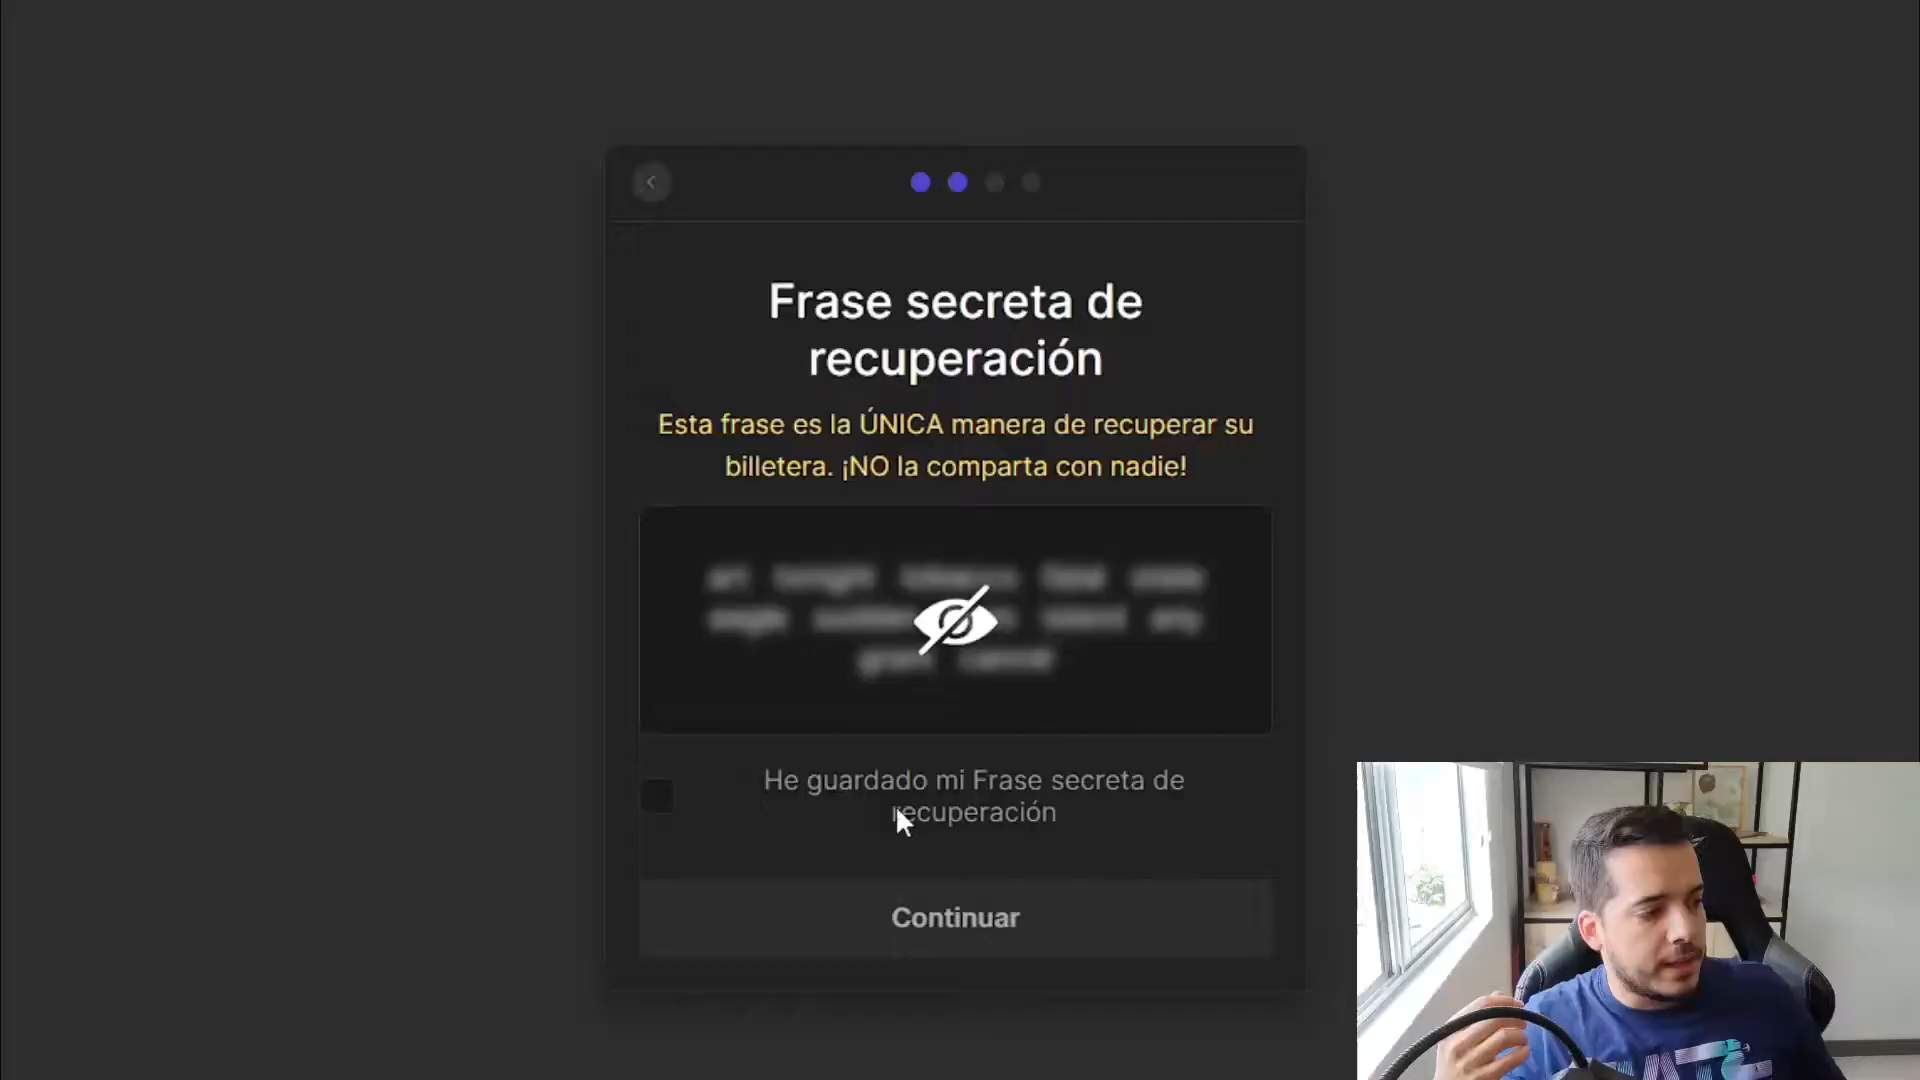 Frase secreta de
recuperación
Esta frase es la ÚNICA manera de recuperar su
billetera. ¡NO la comparta con nadie!
He guardado mi Frase secreta de
recuperación
Continuar